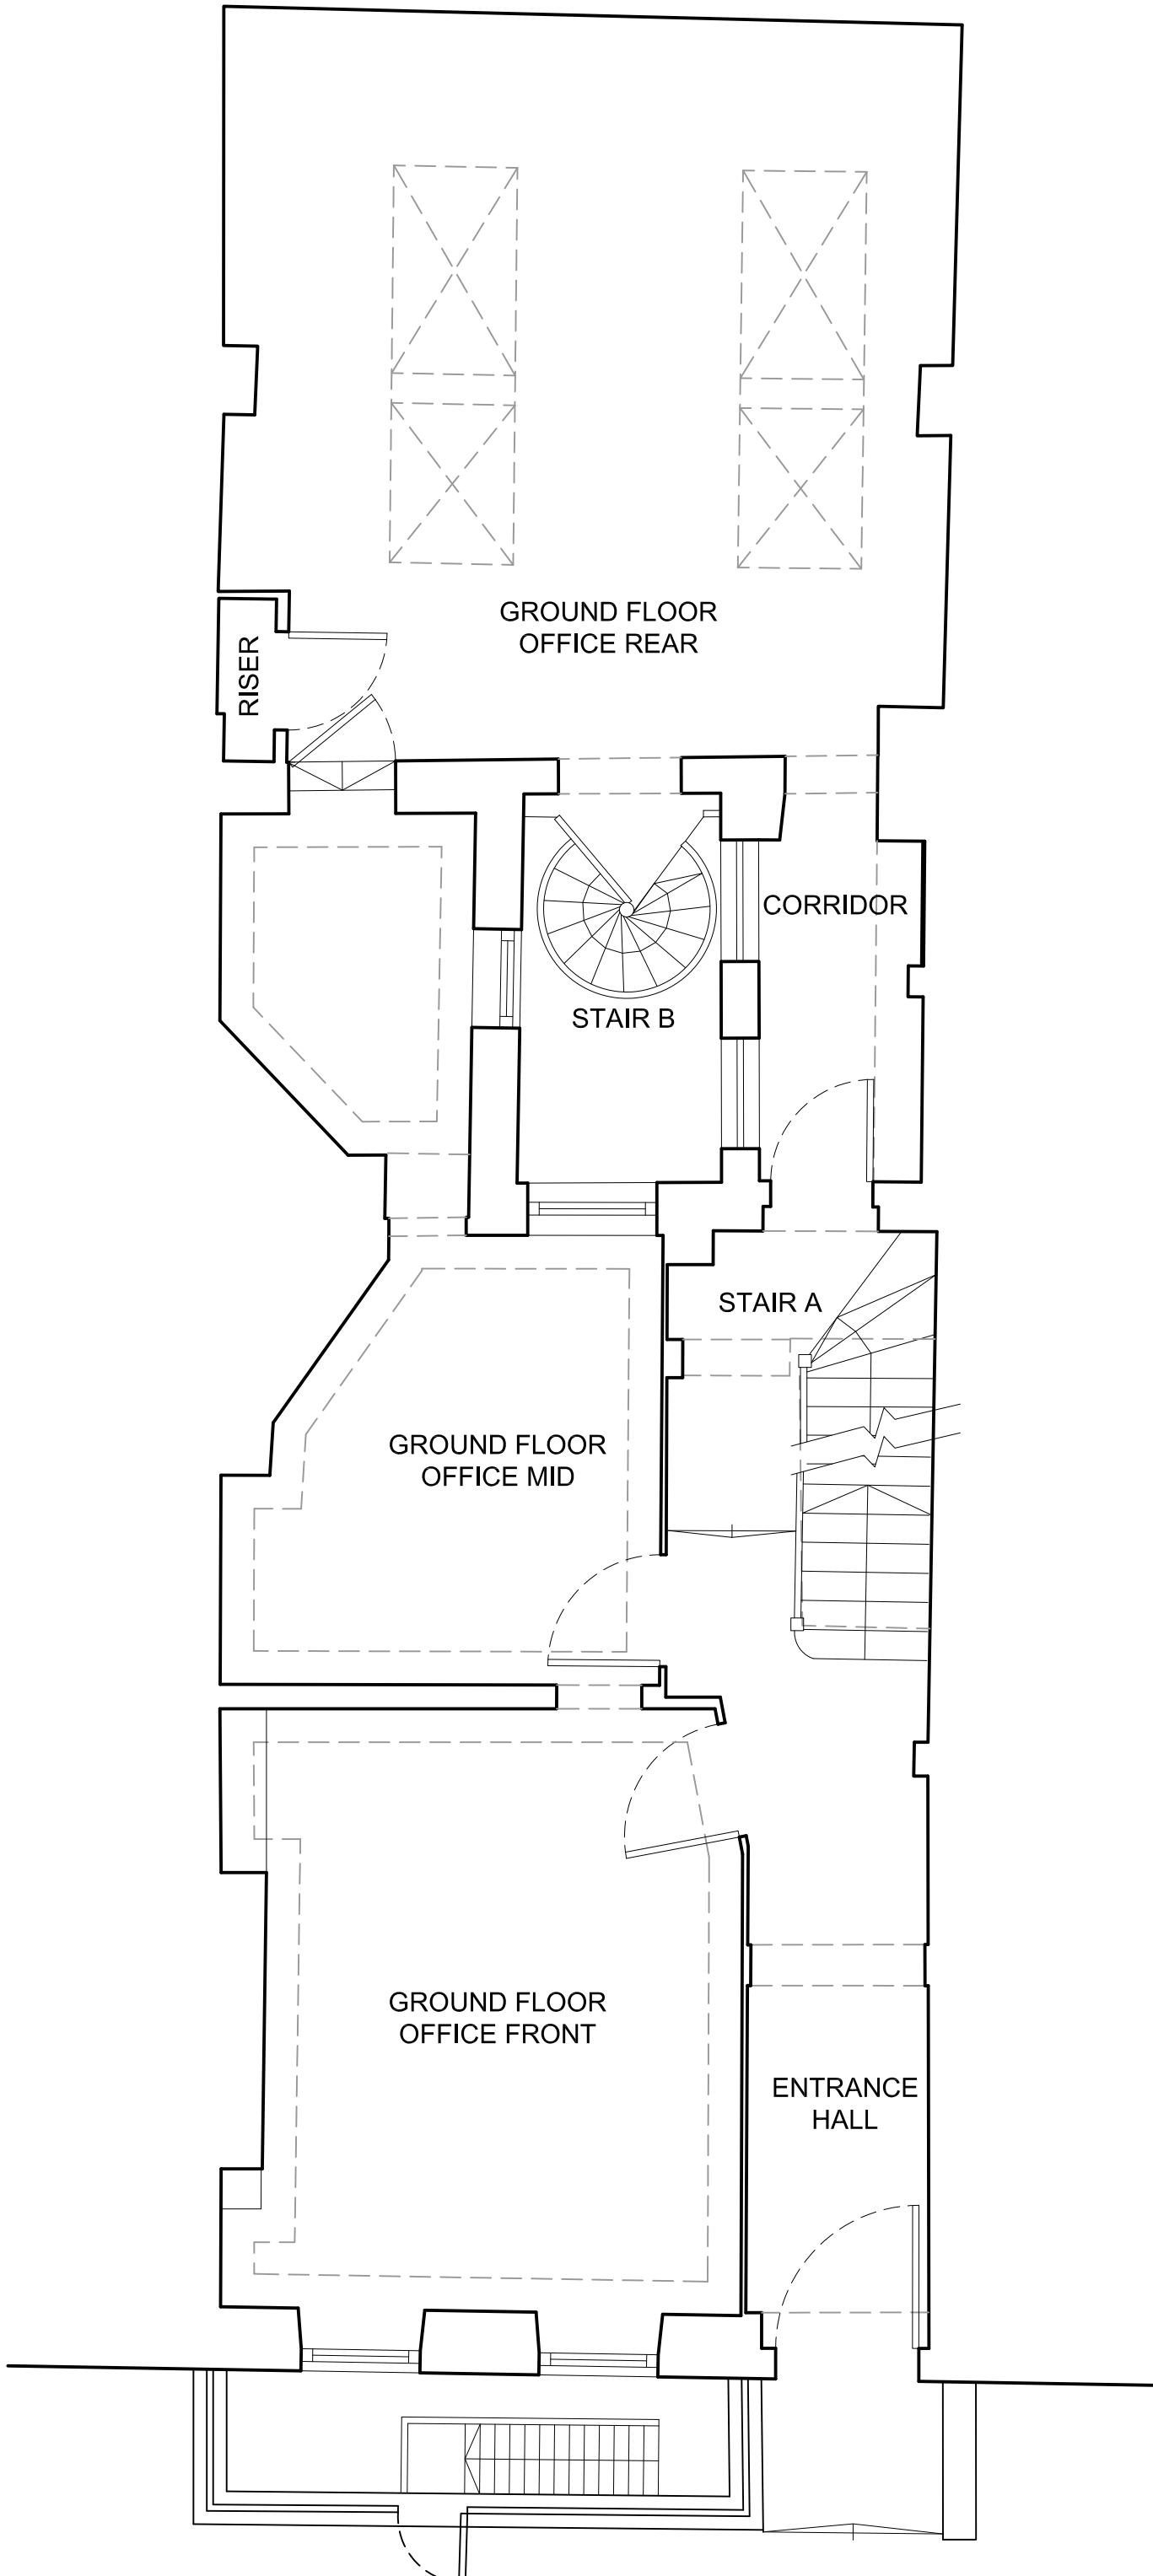 GROUND FLOOR
OFFICE REAR
RISER
CORRIDOR
STAIR B
STAIR A
GROUND FLOOR
OFFICE MID
GROUND FLOOR
OFFICE FRONT
ENTRANCE
HALL